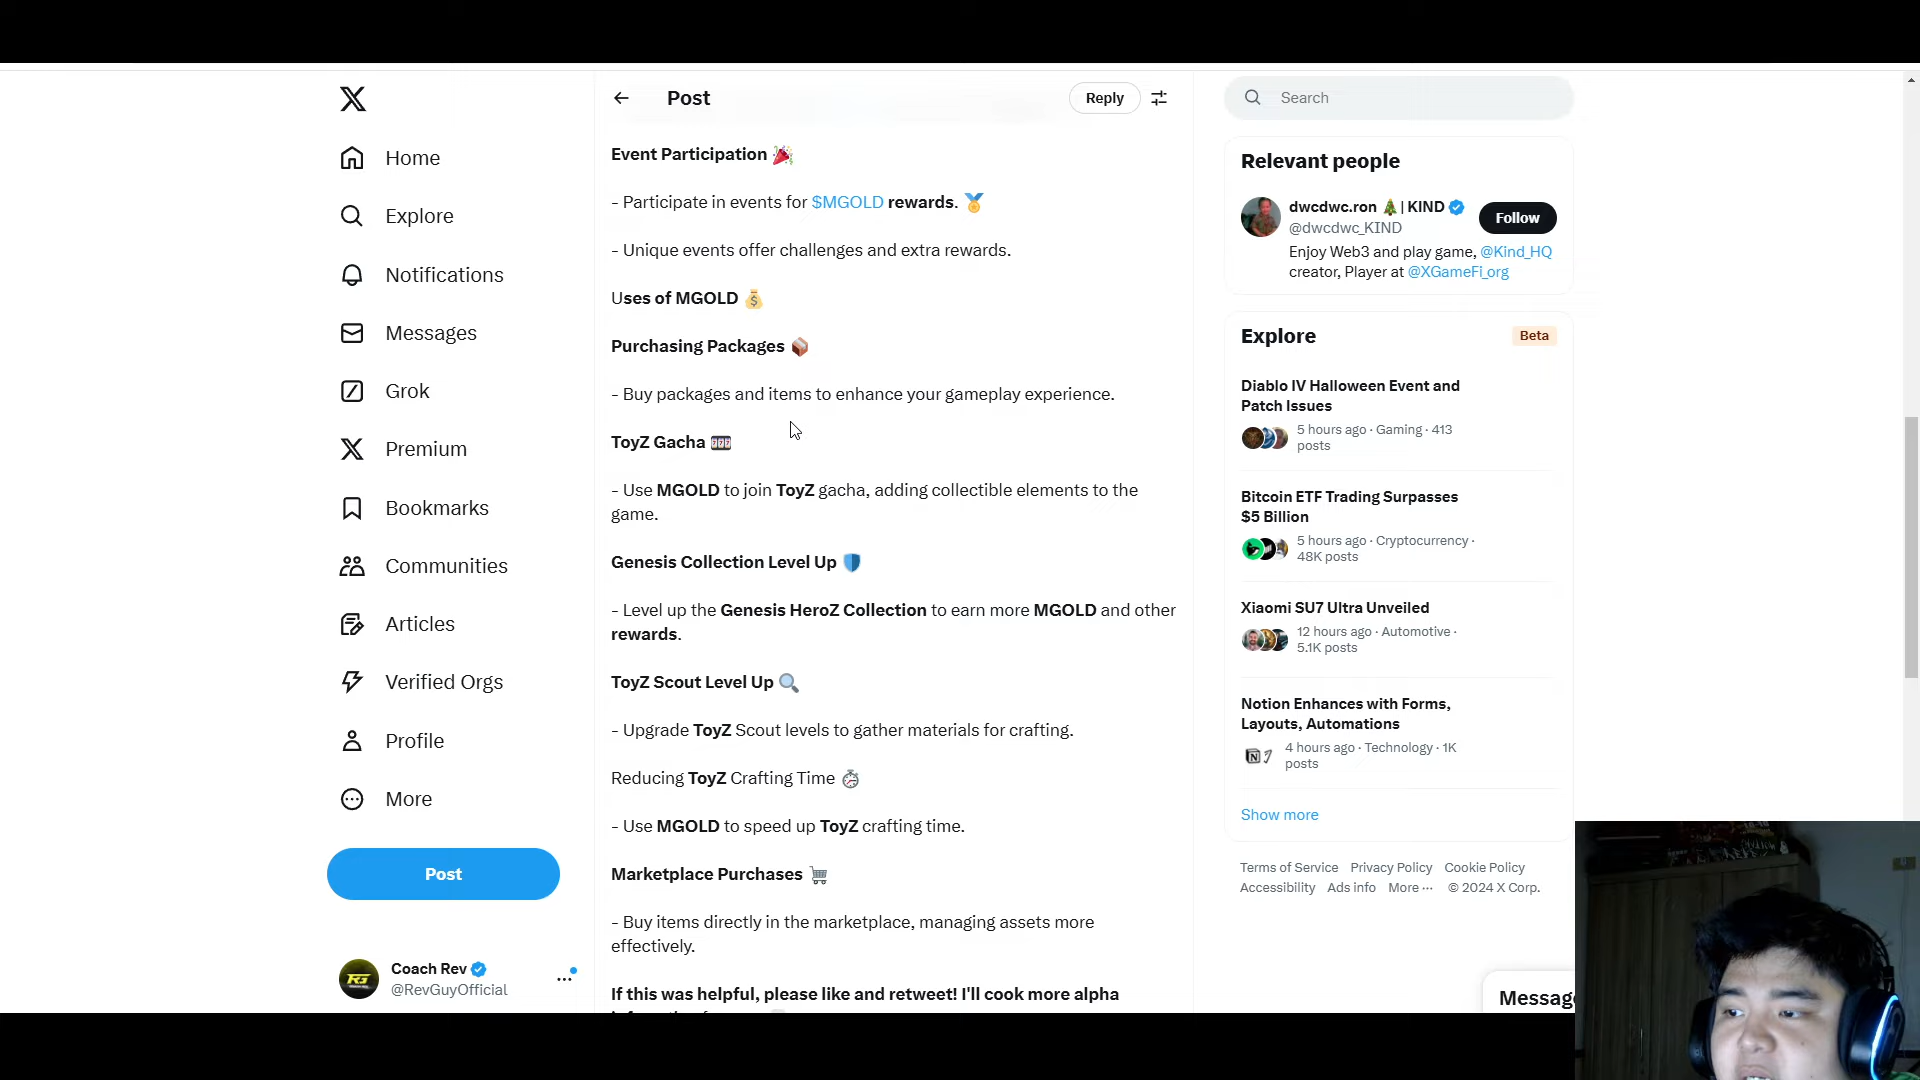 Home
Explore
Notifications
Messages
Grok
Premium
Bookmarks
Communities
Articles
Verified Orgs
Profile
More
Post
Coach Rev
@RevGuyOfficial
Post
Reply
Event Participation
- Participate in events for $MGOLD rewards.
- Unique events offer challenges and extra rewards.
Uses of MGOLD
Purchasing Packages
- Buy packages and items to enhance your gameplay experience.
ToyZ Gacha
- Use MGOLD to join ToyZ gacha, adding collectible elements to the
game.
Genesis Collection Level Up
- Level up the Genesis HeroZ Collection to earn more MGOLD and other
rewards.
ToyZ Scout Level Up
- Upgrade ToyZ Scout levels to gather materials for crafting.
Reducing ToyZ Crafting Time
- Use MGOLD to speed up ToyZ crafting time.
Marketplace Purchases
- Buy items directly in the marketplace, managing assets more
effectively.
If this was helpful, please like and retweet! I'll cook more alpha
Search
Relevant people
dwcdwc.ron | KIND
@dwcdwc_KIND
Follow
Enjoy Web3 and play game, @Kind_HQ
creator, Player at @XGameFi_org
Explore
Beta
Diablo IV Halloween Event and
Patch Issues
5 hours ago · Gaming · 413
posts
Bitcoin ETF Trading Surpasses
$5 Billion
5 hours ago · Cryptocurrency ·
48K posts
Xiaomi SU7 Ultra Unveiled
12 hours ago · Automotive ·
5.1K posts
Notion Enhances with Forms,
Layouts, Automations
4 hours ago · Technology · 1K
posts
Show more
Terms of Service Privacy Policy Cookie Policy
Accessibility Ads info More ··· © 2024 X Corp.